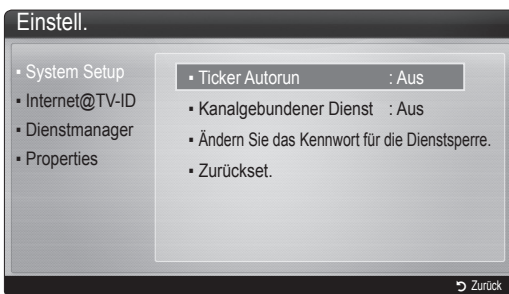 Einstell.
▪ System Setup
▪ Internet@TV-ID
▪ Dienstmanager
▪ Properties
▪ Ticker Autorun : Aus
▪ Kanalgebundener Dienst : Aus
▪ Ändern Sie das Kennwort für die Dienstsperre.
▪ Zurückset.
Zurück